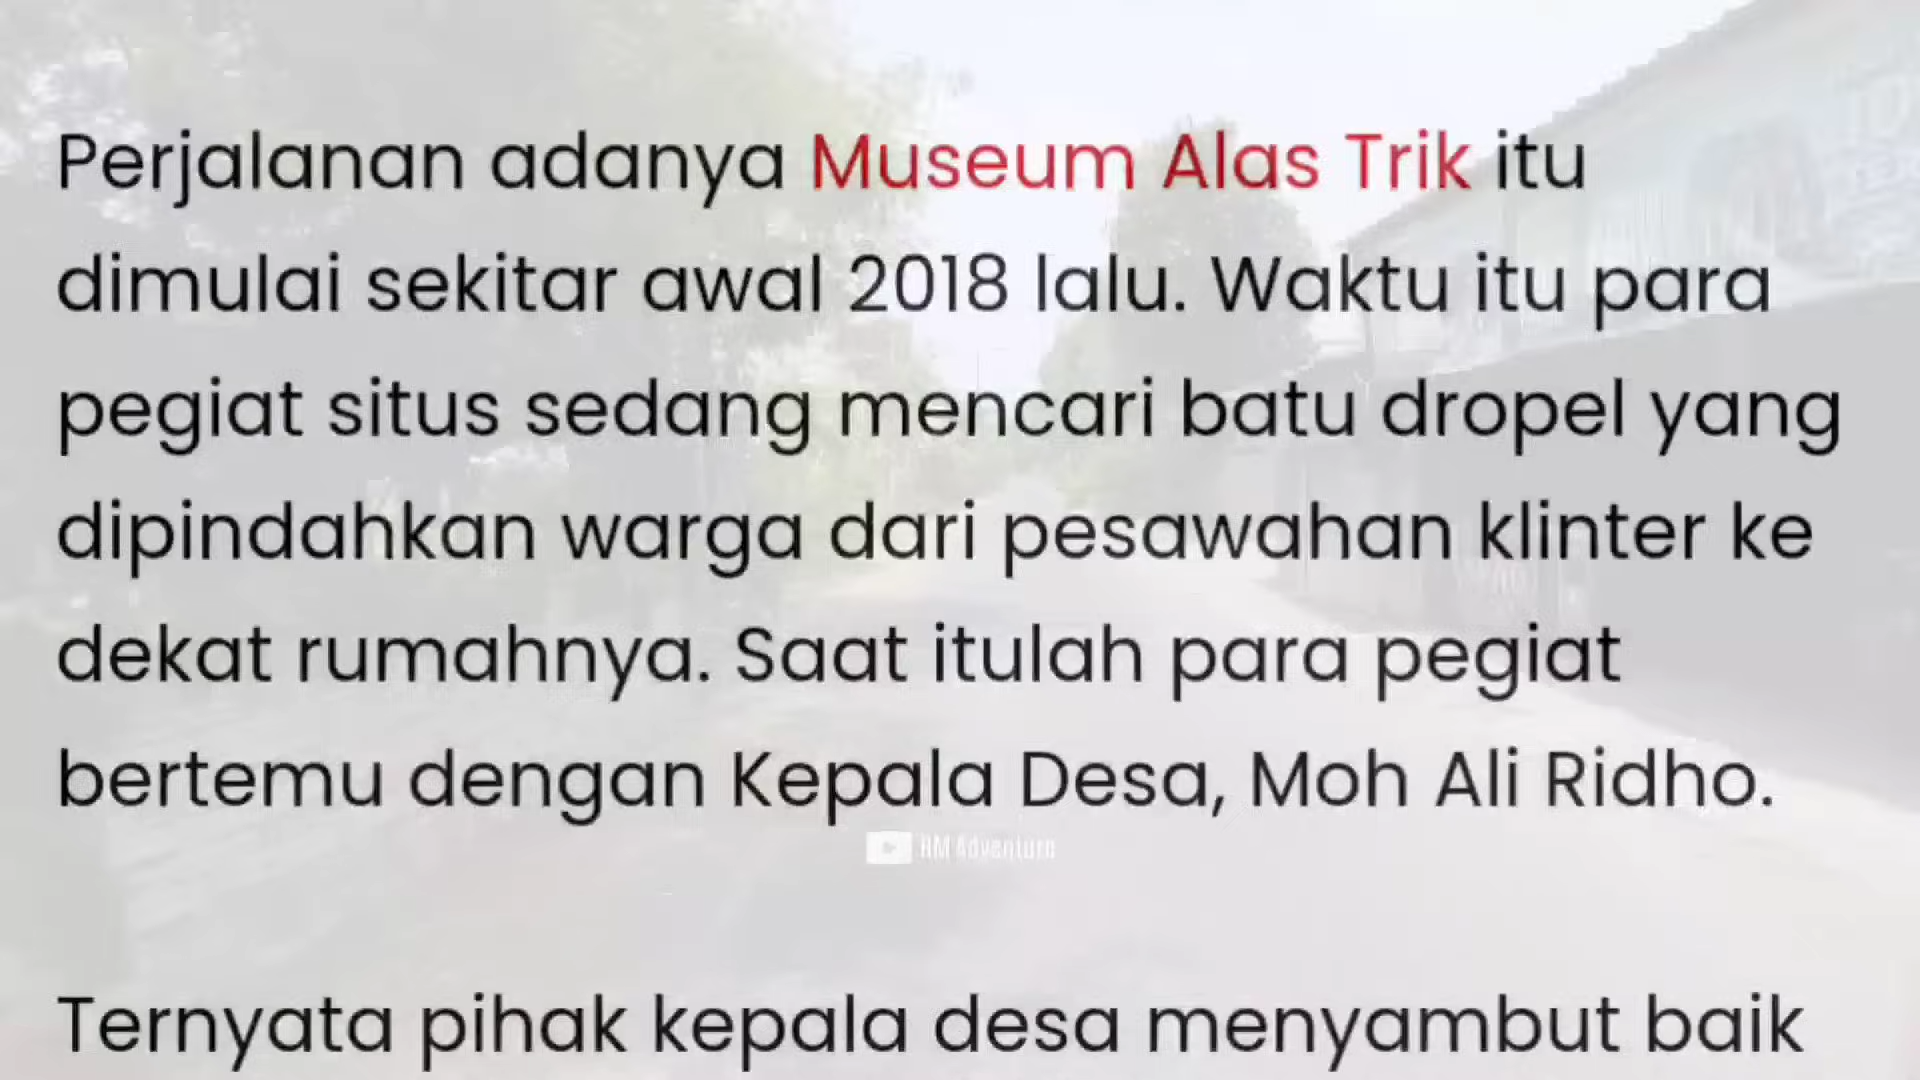 Perjalanan adanya Museum Alas Trik itu
dimulai sekitar awal 2018 lalu. Waktu itu para
pegiat situs sedang mencari batu dropel yang
dipindahkan warga dari pesawahan klinter ke
dekat rumahnya. Saat itulah para pegiat
bertemu dengan Kepala Desa, Moh Ali Ridho.
RM Adventure
Ternyata pihak kepala desa menyambut baik